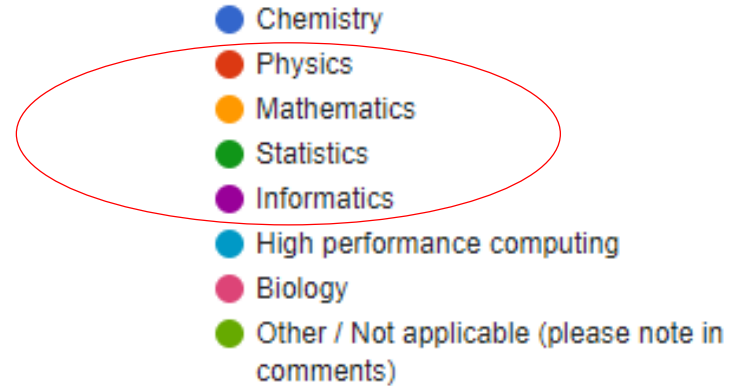 Chemistry
Physics
Mathematics
Statistics
Informatics
High performance computing
Biology
Other / Not applicable (please note in
comments)